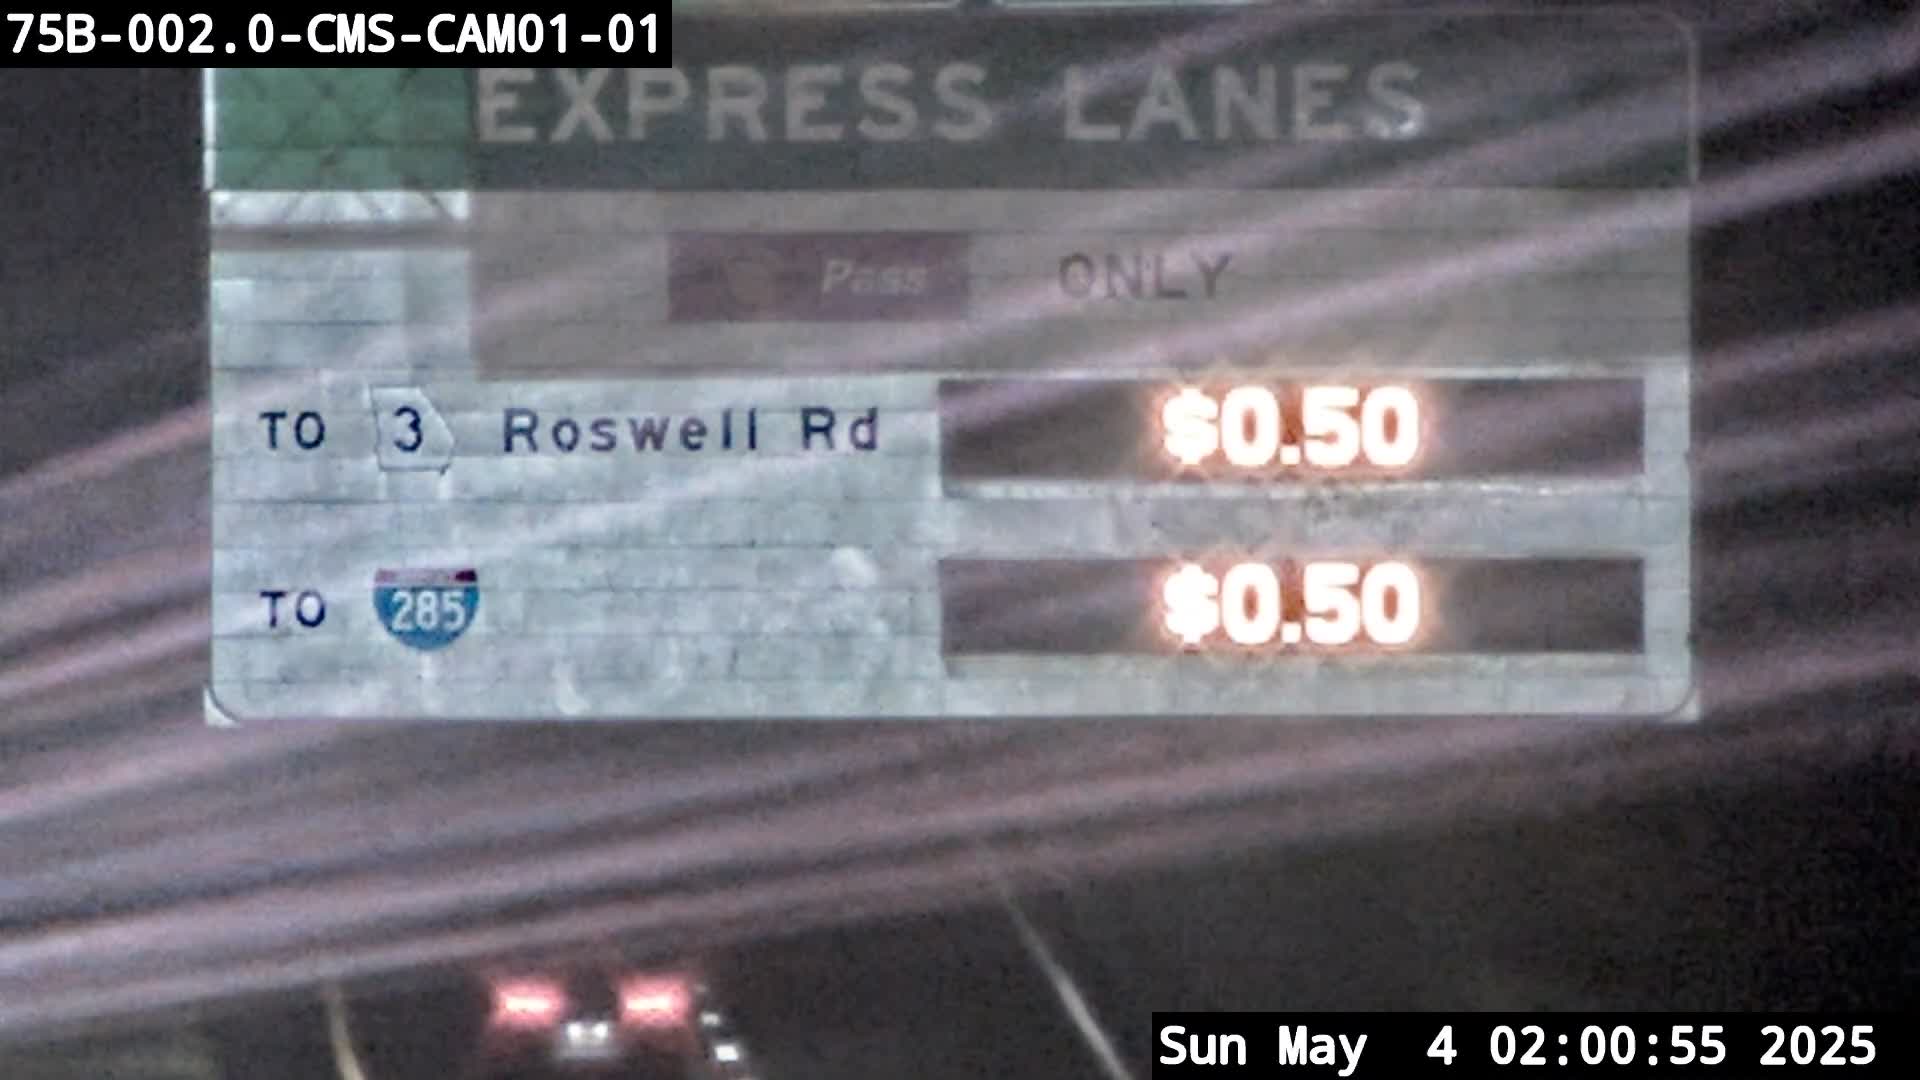 75B-002.0-CMS-CAM01-01
EXPRESS LANES
Pass ONLY
TO 3 Roswell Rd $0.50
TO 285 $0.50
Sun May 4 02:00:55 2025